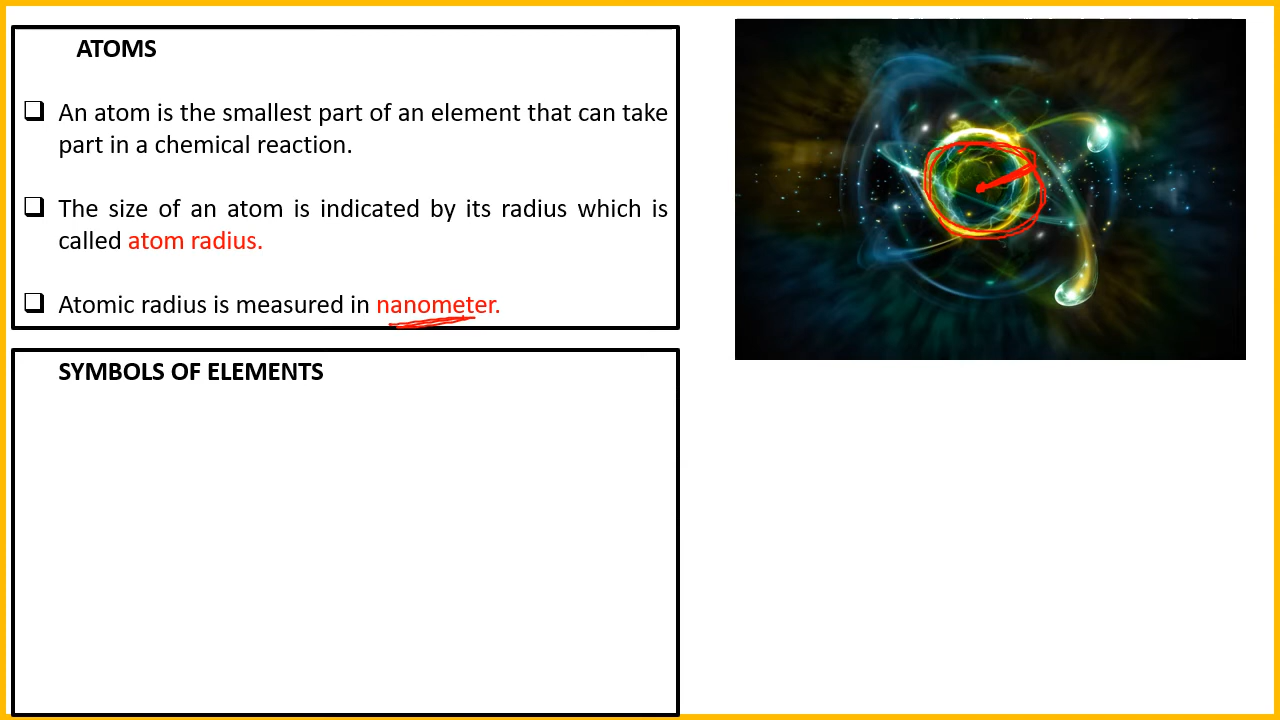 ATOMS
❑ An atom is the smallest part of an element that can take
part in a chemical reaction.
❑ The size of an atom is indicated by its radius which is
called atom radius.
❑ Atomic radius is measured in nanometer.
SYMBOLS OF ELEMENTS